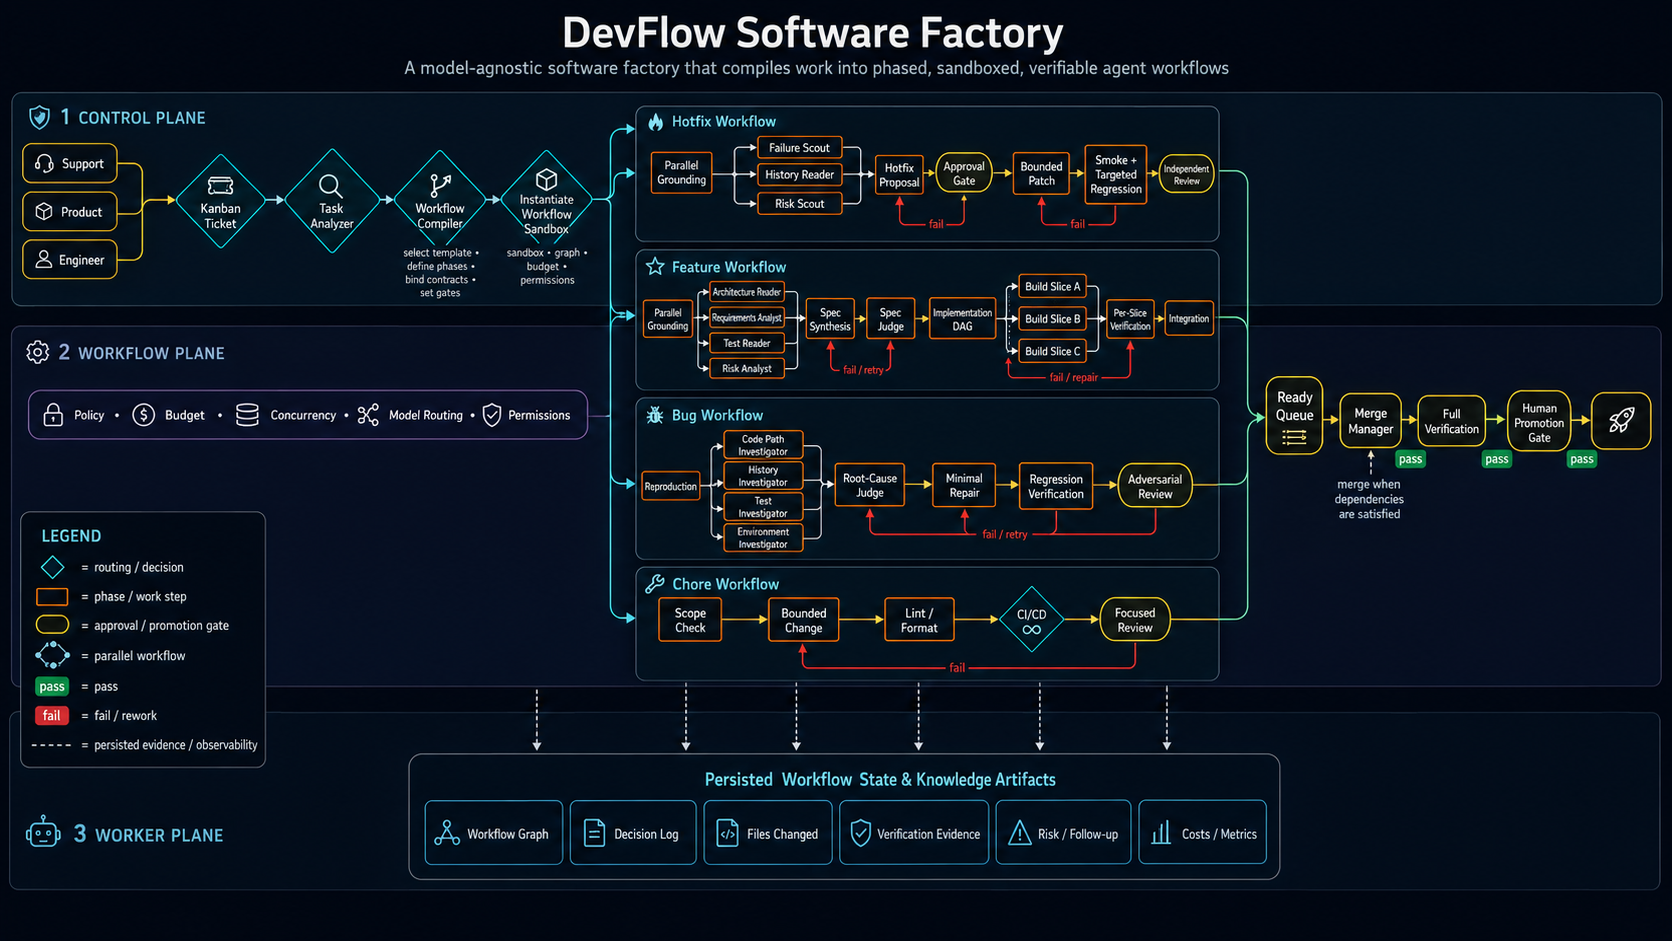 DevFlow Software Factory
A model-agnostic software factory that compiles work into phased, sandboxed, verifiable agent workflows
1 CONTROL PLANE
Support
Product
Engineer
Kanban
Ticket
Task
Analyzer
Workflow
Compiler
select template •
define phases •
bind contracts •
set gates
Instantiate
Workflow
Sandbox
sandbox • graph •
budget •
permissions
Hotfix Workflow
Parallel
Grounding
Failure Scout
History Reader
Risk Scout
Hotfix
Proposal
Approval
Gate
fail
Bounded
Patch
Smoke +
Targeted
Regression
fail
Independent
Review
Feature Workflow
Parallel
Grounding
Architecture Reader
Requirements Analyst
Test Reader
Risk Analyst
Spec
Synthesis
Spec
Judge
fail / retry
Implementation
DAG
Build Slice A
Build Slice B
Build Slice C
Per-Slice
Verification
fail / repair
Integration
2 WORKFLOW PLANE
Policy • Budget • Concurrency • Model Routing • Permissions
Bug Workflow
Reproduction
Code Path
Investigator
History
Investigator
Test
Investigator
Environment
Investigator
Root-Cause
Judge
Minimal
Repair
Regression
Verification
Adversarial
Review
fail / retry
Chore Workflow
Scope
Check
Bounded
Change
Lint /
Format
CI/CD
Focused
Review
fail
Ready
Queue
Merge
Manager
merge when
dependencies
are satisfied
pass
Full
Verification
pass
Human
Promotion
Gate
pass
LEGEND
= routing / decision
= phase / work step
= approval / promotion gate
= parallel workflow
pass = pass
fail = fail / rework
= persisted evidence / observability
3 WORKER PLANE
Persisted Workflow State & Knowledge Artifacts
Workflow Graph
Decision Log
Files Changed
Verification Evidence
Risk / Follow-up
Costs / Metrics